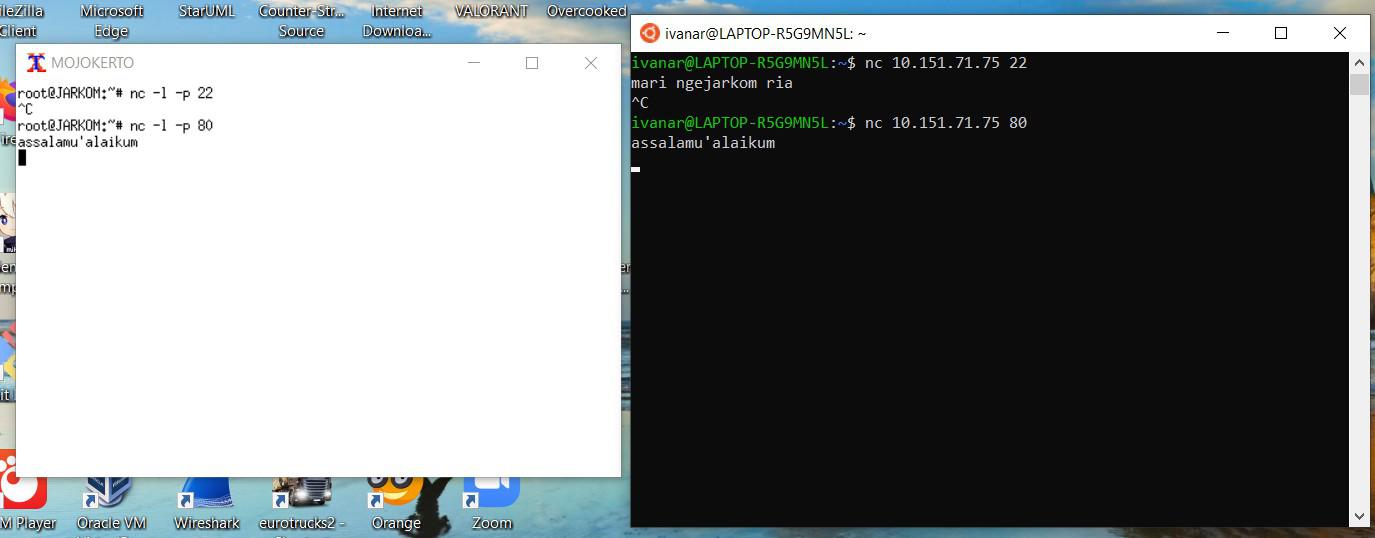 Client
Microsoft
Edge
StarUML
Counter-Str...
Source
Internet
Downloa...
VALORANT
Overcooked
MOJOKERTO
root@JARKOM:~# nc -l -p 22
^C
root@JARKOM:~# nc -l -p 80
assalamu'alaikum
ivanar@LAPTOP-R5G9MN5L: ~
ivanar@LAPTOP-R5G9MN5L:~$ nc 10.151.71.75 22
mari ngejarkom ria
^C
ivanar@LAPTOP-R5G9MN5L:~$ nc 10.151.71.75 80
assalamu'alaikum
M Player
Oracle VM
Wireshark
eurotrucks2 -
Orange
Zoom